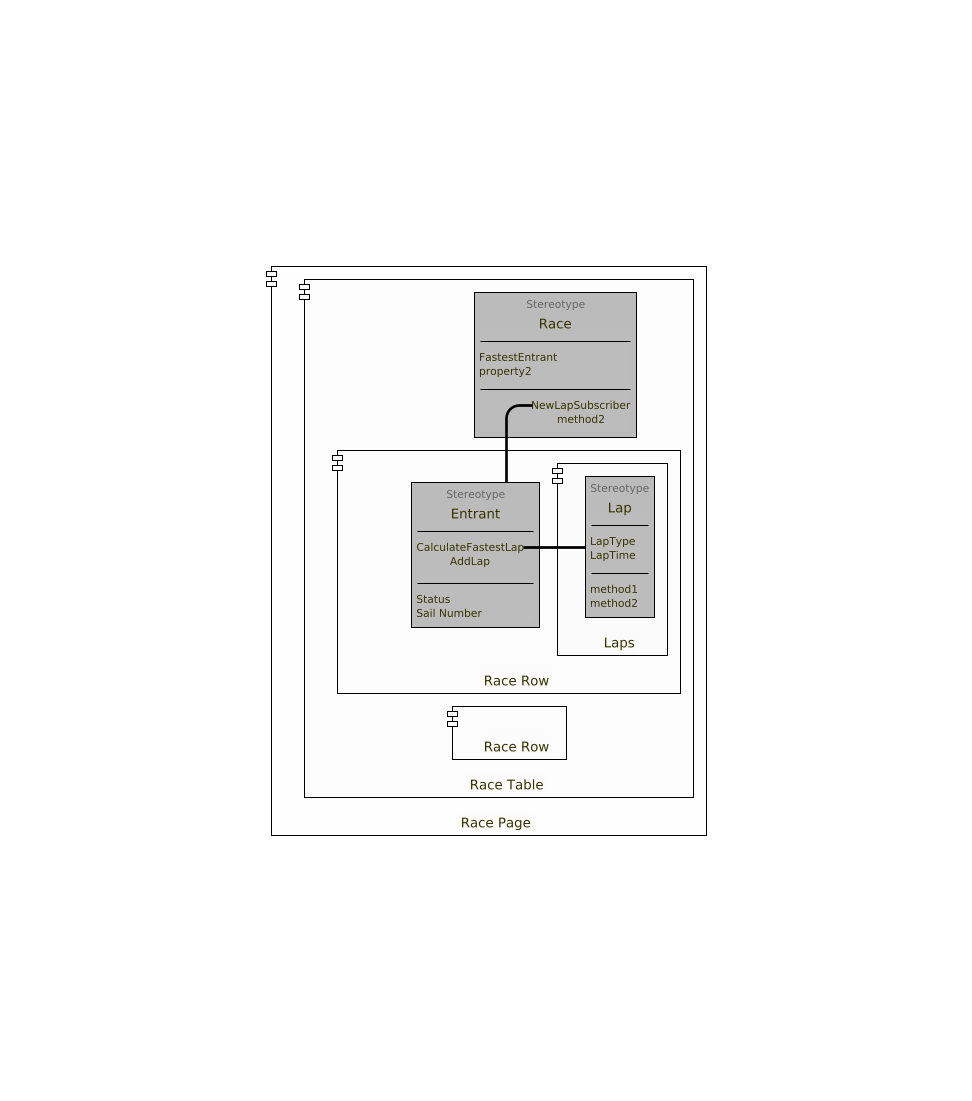 Stereotype
Race
FastestEntrant
property2
NewLapSubscriber
method2
Stereotype
Entrant
CalculateFastestLap
AddLap
Status
Sail Number
Stereotype
Lap
LapType
LapTime
method1
method2
Laps
Race Row
Race Row
Race Table
Race Page